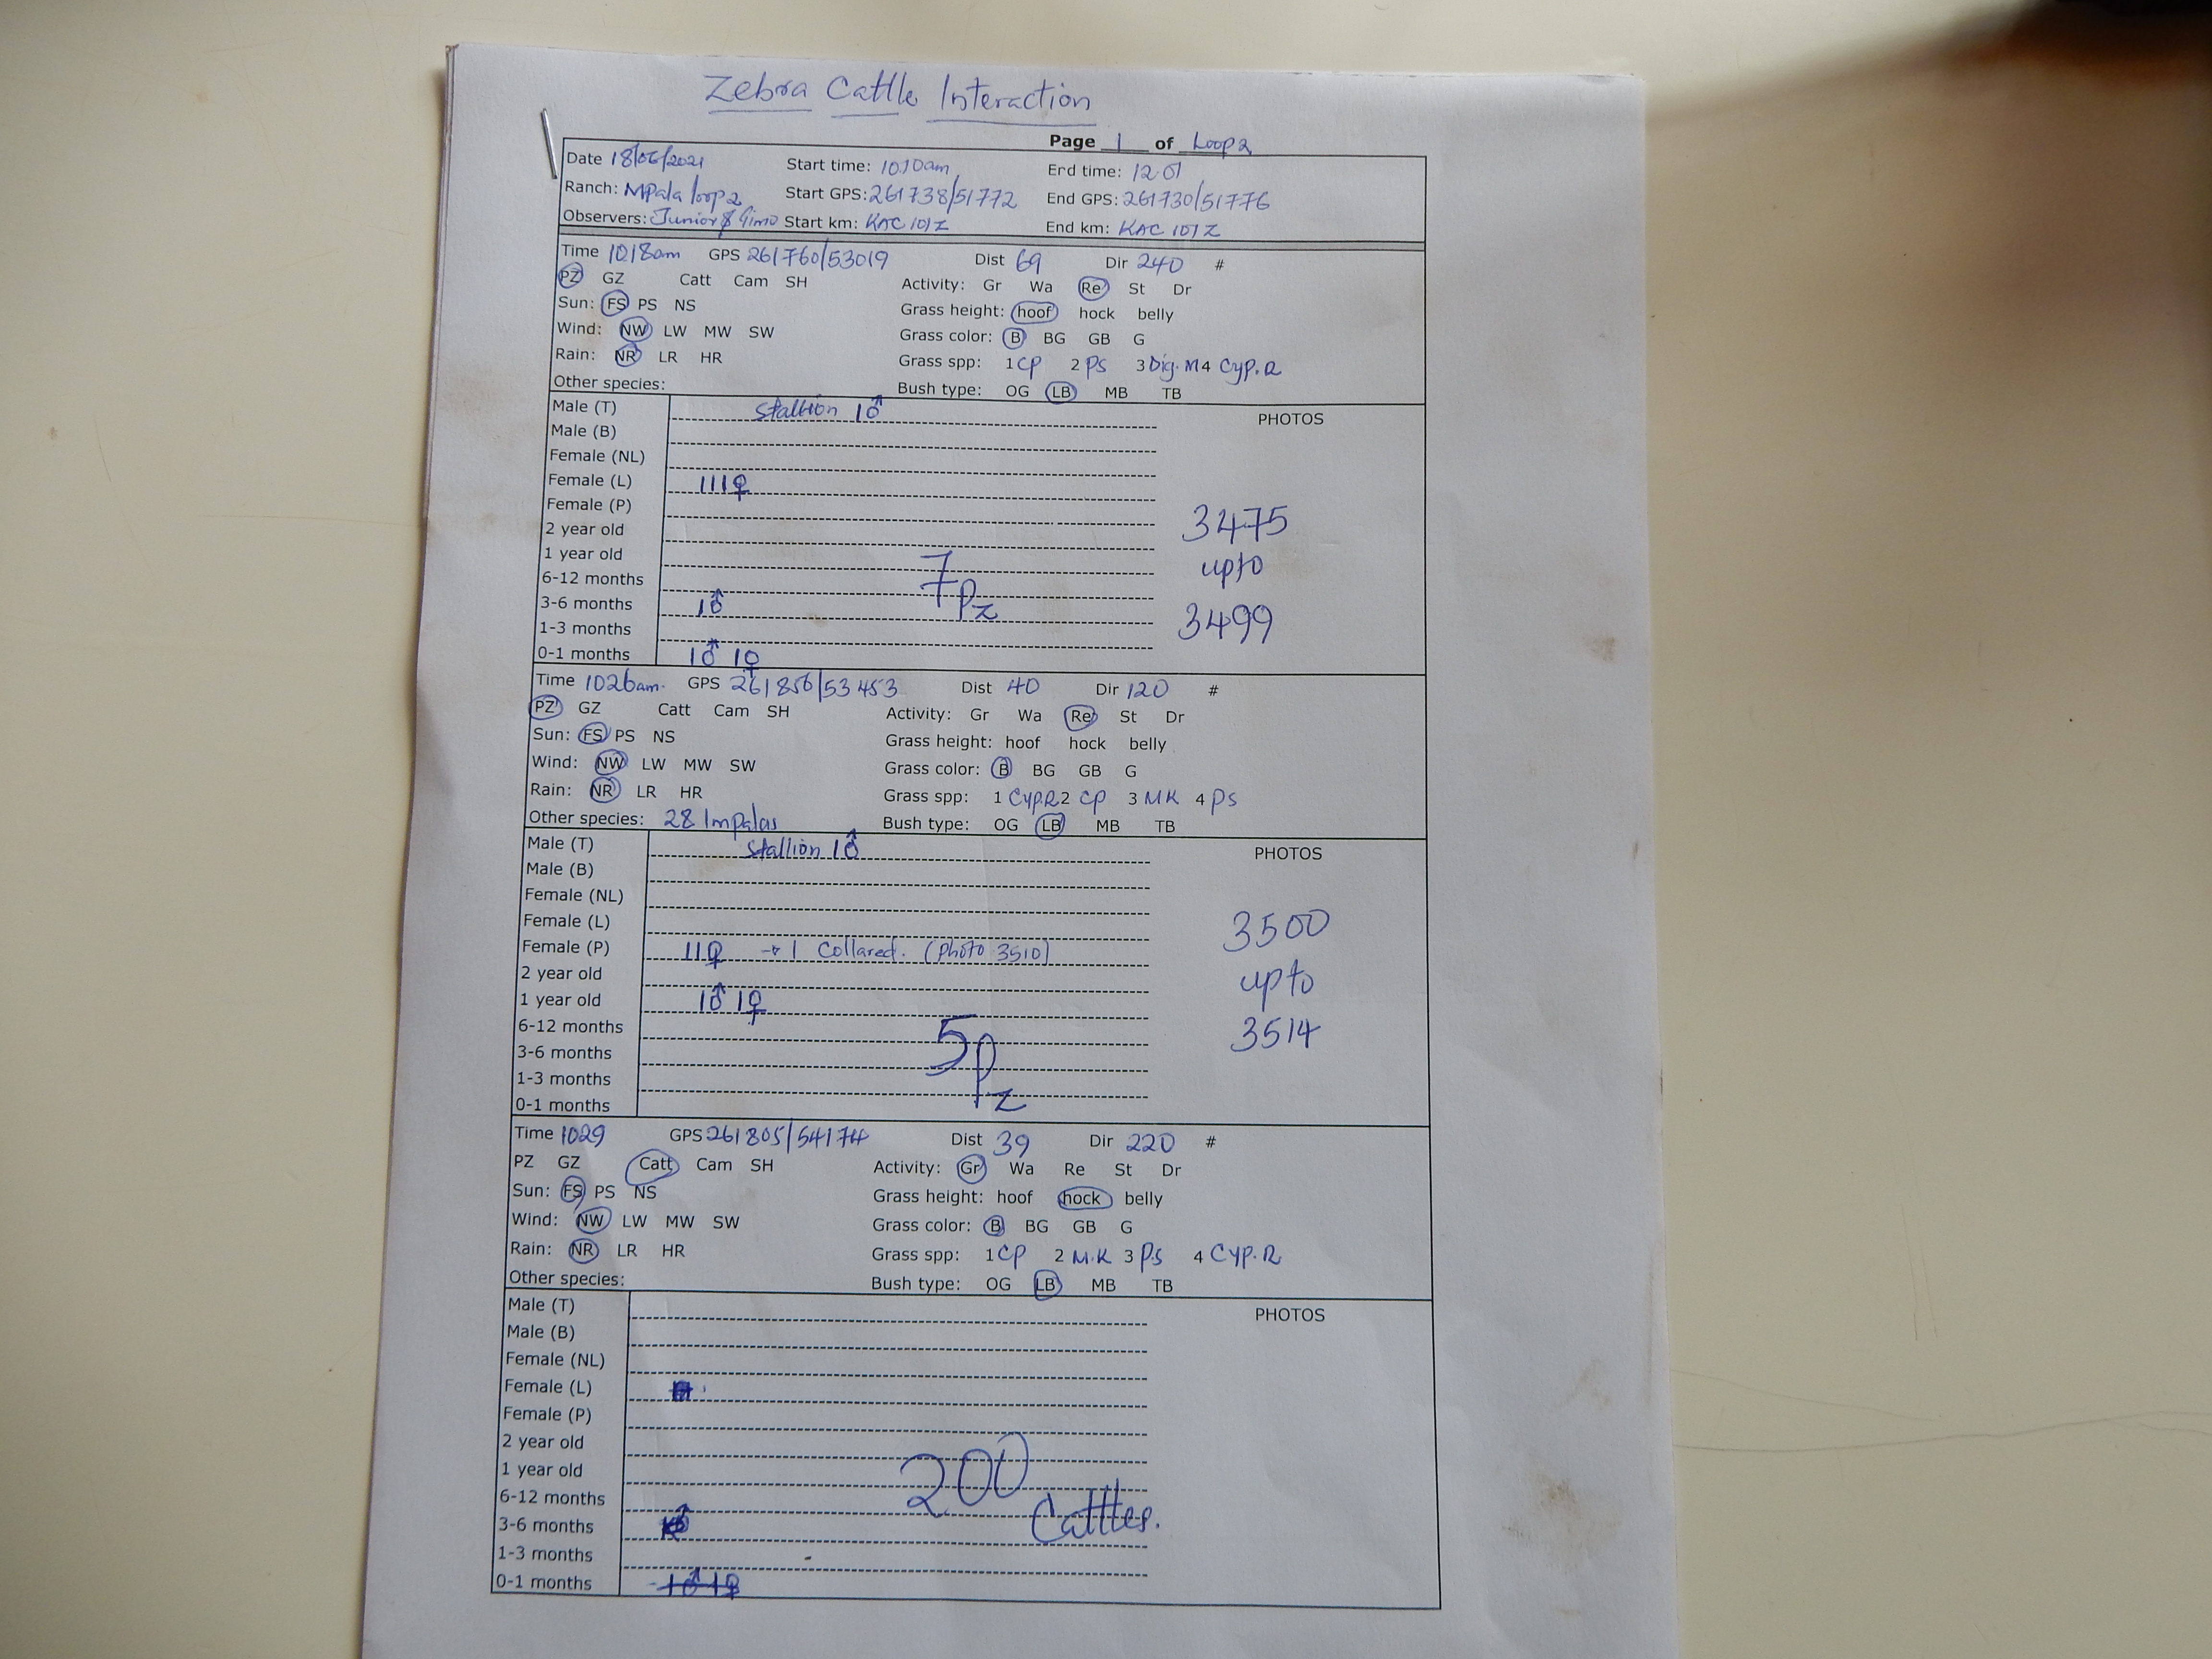 Zebra Cattle Interaction
Page 1 of Loop 2
Date 18/06/2021 Start time: 10.10am End time: 12.01
Ranch: Mpala loop 2 Start GPS: 261738/51772 End GPS: 261730/51776
Observers: Junior & Gimo Start km: KAC 107Z End km: KAC 107Z
Time 10.18am GPS 261760/53019 Dist 69 Dir 240 #
PZ GZ Catt Cam SH Activity: Gr Wa Re St Dr
Sun: FS PS NS Grass height: hoof hock belly
Wind: NW LW MW SW Grass color: B BG GB G
Rain: NR LR HR Grass spp: 1 CP 2 PS 3 Dig.M 4 Cyp.R
Other species: Bush type: OG LB MB TB
Male (T) Stallion 1♂ PHOTOS
Male (B)
Female (NL)
Female (L) 111♀
Female (P) 3475
2 year old
1 year old upto
6-12 months 7 Pz
3-6 months 1♂ 3499
1-3 months
0-1 months 1♂ 1♀
Time 1026am. GPS 261856/53453 Dist 40 Dir 120 #
PZ GZ Catt Cam SH Activity: Gr Wa Re St Dr
Sun: FS PS NS Grass height: hoof hock belly
Wind: NW LW MW SW Grass color: B BG GB G
Rain: NR LR HR Grass spp: 1 Cyp.R 2 CP 3 MK 4 PS
Other species: 28 Impalas Bush type: OG LB MB TB
Male (T) Stallion 1♂ PHOTOS
Male (B)
Female (NL)
Female (L) 3500
Female (P) 11♀ → 1 Collared. (Photo 3510)
2 year old upto
1 year old 1♂ 1♀
6-12 months 3514
3-6 months 5 Pz
1-3 months
0-1 months
Time 1029 GPS 261805/54174 Dist 39 Dir 220 #
PZ GZ Catt Cam SH Activity: Gr Wa Re St Dr
Sun: FS PS NS Grass height: hoof hock belly
Wind: NW LW MW SW Grass color: B BG GB G
Rain: NR LR HR Grass spp: 1 CP 2 M.K 3 P.S 4 Cyp.R
Other species: Bush type: OG LB MB TB
Male (T) PHOTOS
Male (B)
Female (NL)
Female (L)
Female (P)
2 year old
1 year old 200
6-12 months Cattles.
3-6 months
1-3 months
0-1 months 1♂ 1♀